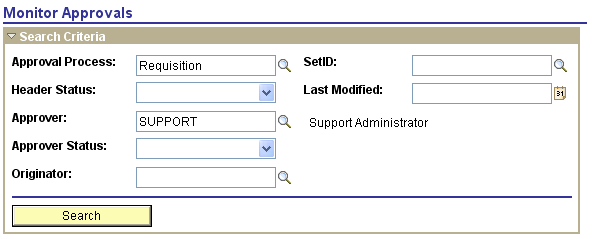 Monitor Approvals
Search Criteria
Approval Process: Requisition SetID:
Header Status: Last Modified: 31
Approver: SUPPORT Support Administrator
Approver Status:
Originator:
Search